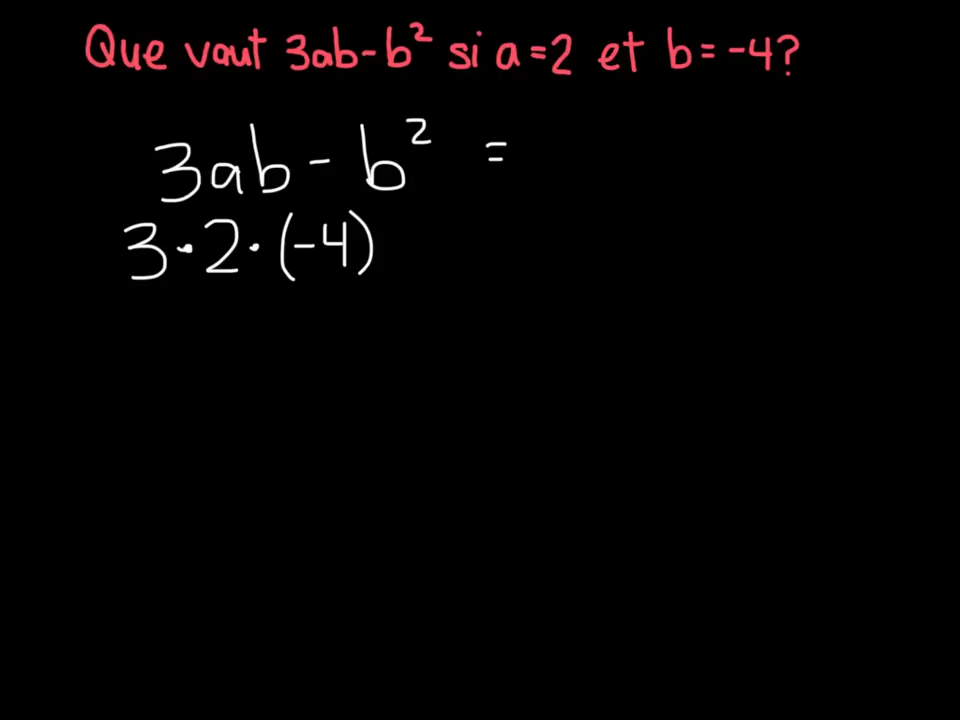 Que vaut 3ab-b² si a=2 et b=-4?
3ab - b² =
3·2·(-4)